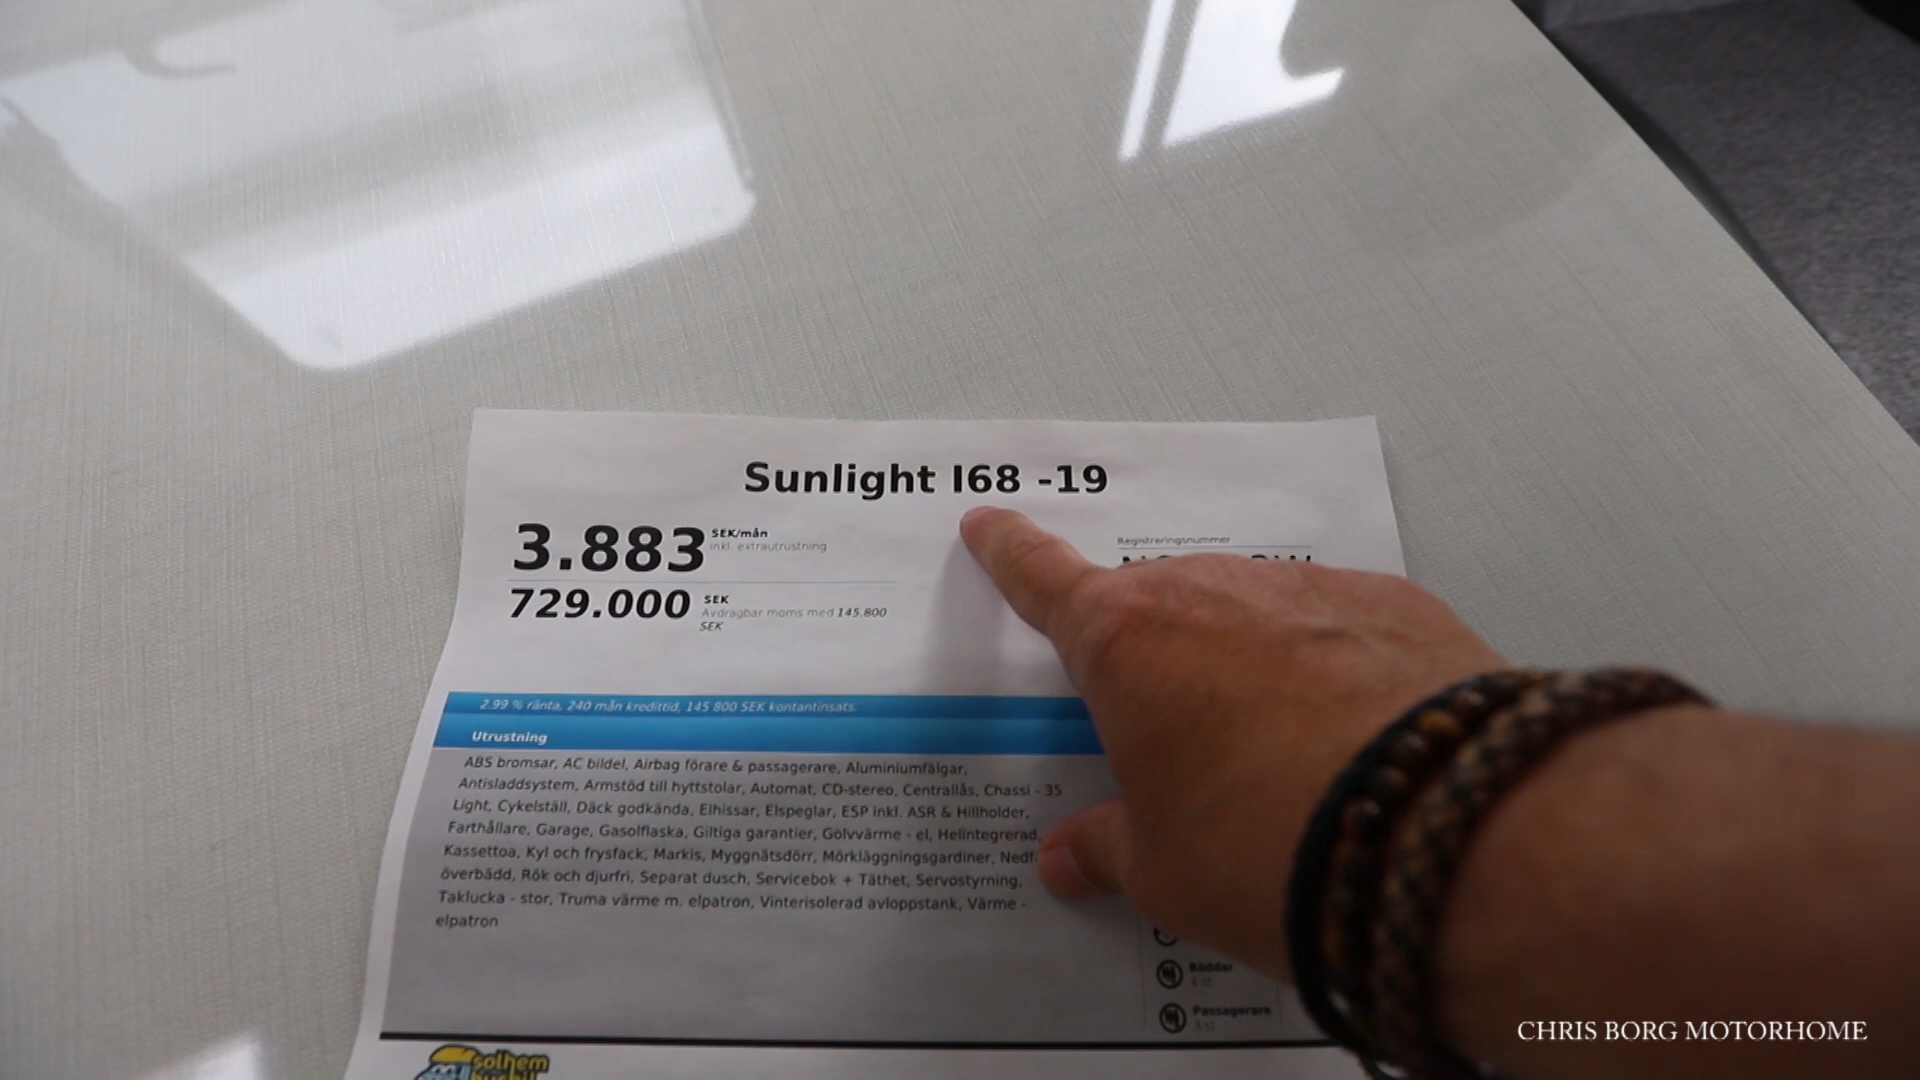 Sunlight I68 -19
3.883 SEK/mån
inkl. extrautrustning
729.000 SEK
Avdragbar moms med 145.800
SEK
Registreringsnummer
2.99 % ränta, 240 mån kredittid, 145 800 SEK kontantinsats.
Utrustning
ABS bromsar, AC bildel, Airbag förare & passagerare, Aluminiumfälgar,
Antisladdsystem, Armstöd till hyttstolar, Automat, CD-stereo, Centrallås, Chassi - 35
Light, Cykelställ, Däck godkända, Elhissar, Elspeglar, ESP inkl. ASR & Hillholder,
Farthållare, Garage, Gasolflaska, Giltiga garantier, Golvvärme - el, Helintegrerad,
Kassettoa, Kyl och frysfack, Markis, Myggnätsdörr, Mörkläggningsgardiner,
överbädd, Rök och djurfri, Separat dusch, Servicebok + Täthet, Servostyrning,
Taklucka - stor, Truma värme m. elpatron, Vinterisolerad avloppstank, Värme -
elpatron
Bäddar
Passagerare
solhem
CHRIS BORG MOTORHOME